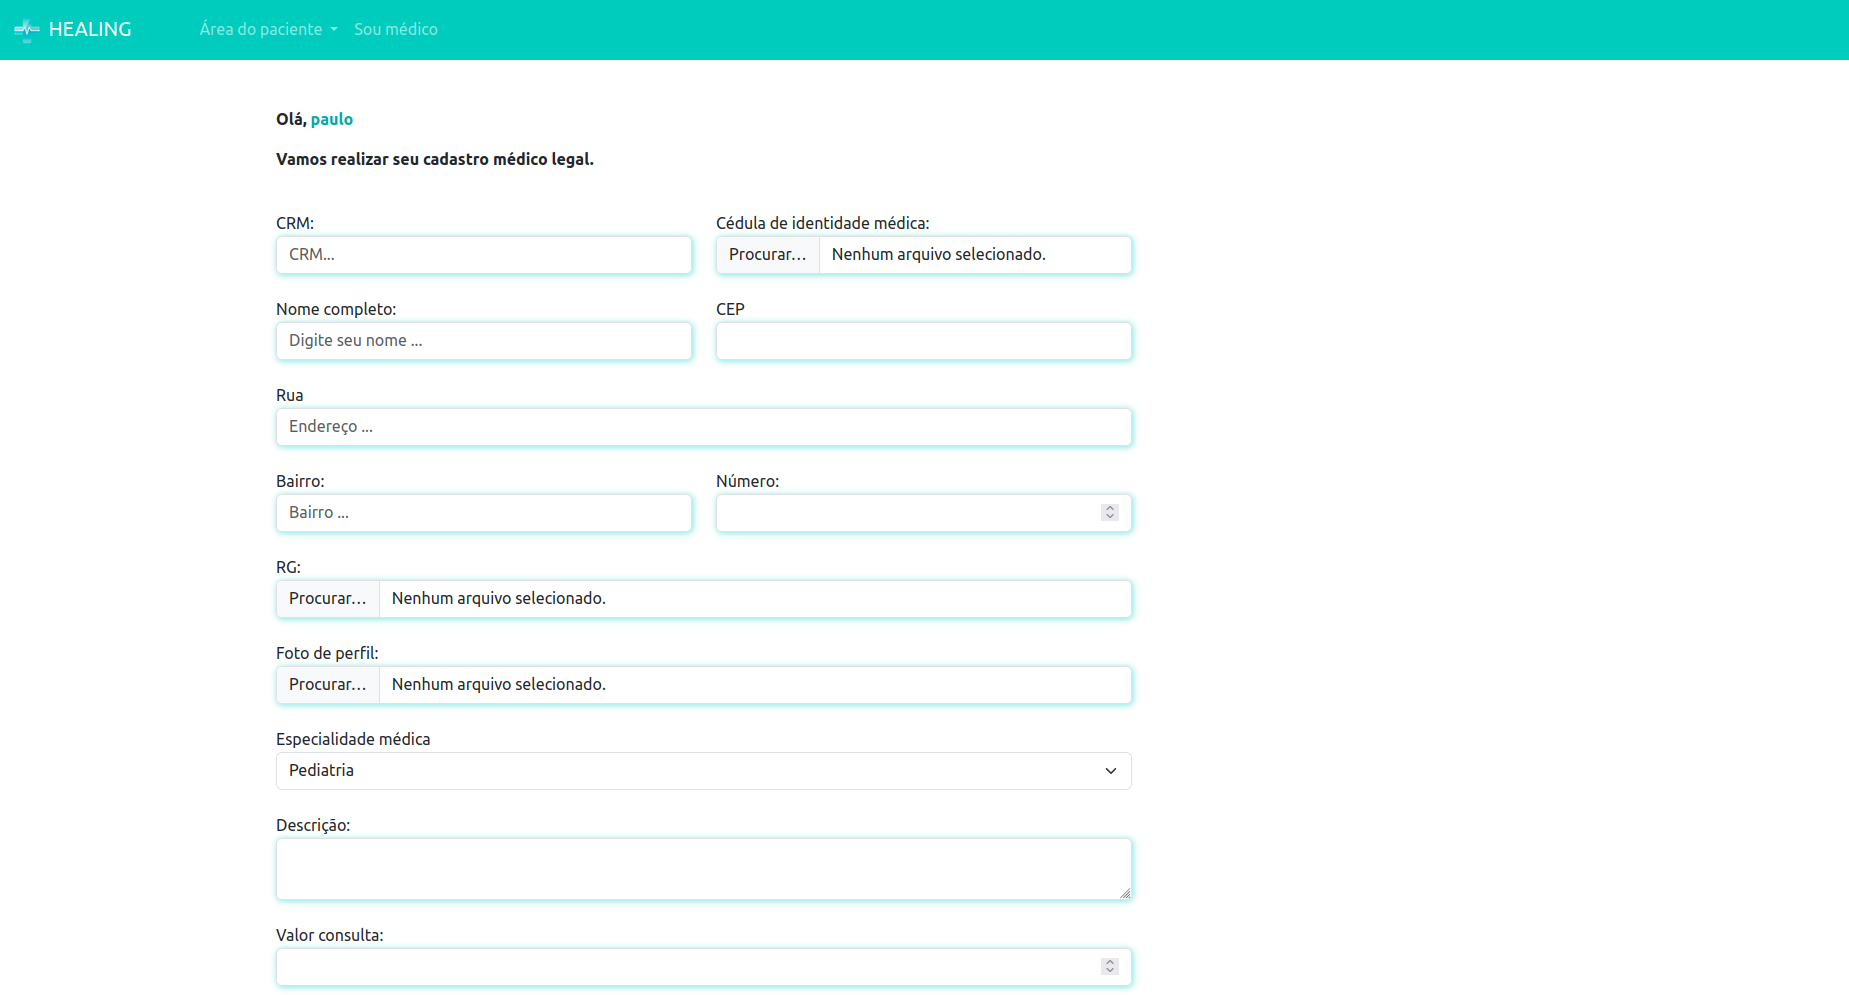 HEALING Área do paciente Sou médico
Olá, paulo
Vamos realizar seu cadastro médico legal.
CRM: Cédula de identidade médica:
CRM... Procurar... Nenhum arquivo selecionado.
Nome completo: CEP
Digite seu nome ...
Rua
Endereço ...
Bairro: Número:
Bairro ...
RG:
Procurar... Nenhum arquivo selecionado.
Foto de perfil:
Procurar... Nenhum arquivo selecionado.
Especialidade médica
Pediatria
Descrição:
Valor consulta: